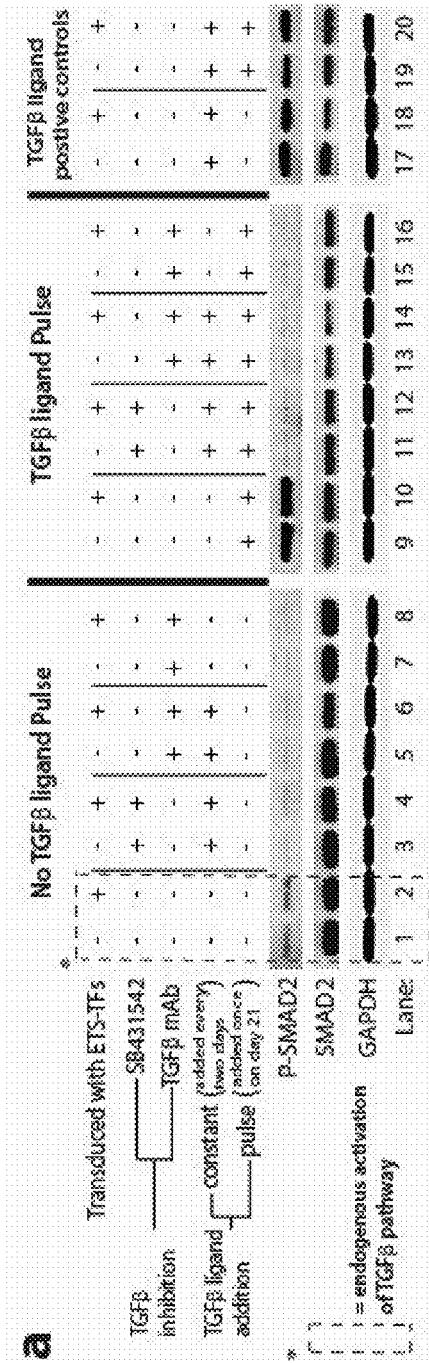 a
No TGFβ ligand Pulse
TGFβ ligand Pulse
TGFβ ligand
postive controls
*
Transduced with ETS-TFs - + - + - + - + - + - + - + - + - + - +
TGFβ
inhibition
SB431542 - - + + - - - - - - + + - - - - - - - -
TGFβ mAb - - - - + + + + - - - - + + + + - - - -
TGFβ ligand
addition
constant (added every two days) - - + + + + - - - - + + + + - - + + + +
pulse (added once on day 21) - - - - - - - - + + + + + + + + - - + +
P-SMAD2
SMAD2
GAPDH
Lane: 1 2 3 4 5 6 7 8 9 10 11 12 13 14 15 16 17 18 19 20
* = endogenous activation
of TGFβ pathway